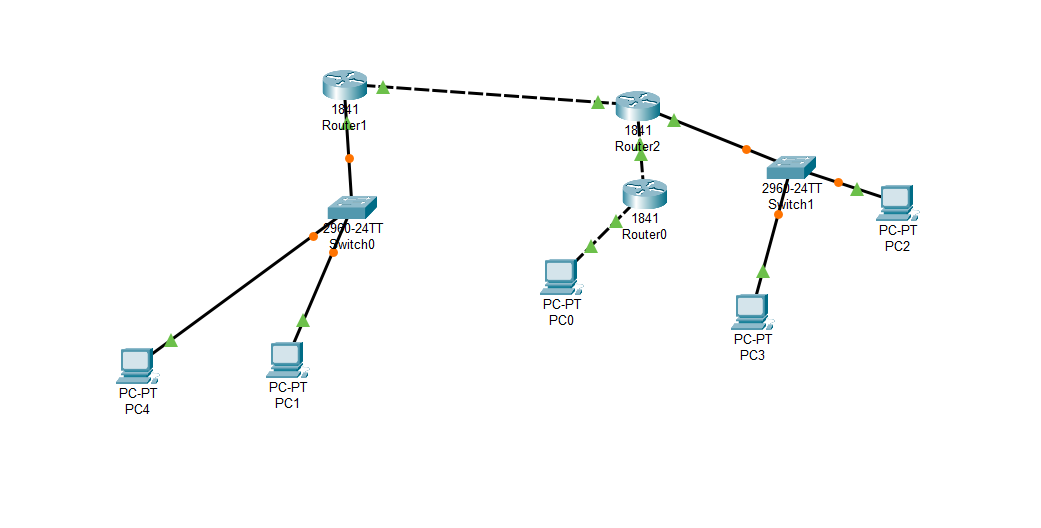 1841
Router1
1841
Router2
2960-24TT
Switch1
1841
Router0
2960-24TT
Switch0
PC-PT
PC2
PC-PT
PC0
PC-PT
PC3
PC-PT
PC4
PC-PT
PC1